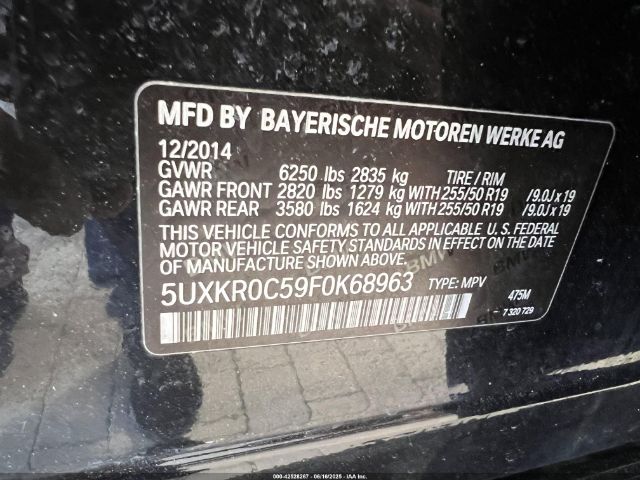 MFD BY BAYERISCHE MOTOREN WERKE AG
12/2014
GVWR 6250 lbs 2835 kg TIRE / RIM
GAWR FRONT 2820 lbs 1279 kg WITH 255/50 R19 /9.0J x 19
GAWR REAR 3580 lbs 1624 kg WITH 255/50 R19 /9.0J x 19
THIS VEHICLE CONFORMS TO ALL APPLICABLE U. S. FEDERAL
MOTOR VEHICLE SAFETY STANDARDS IN EFFECT ON THE DATE
OF MANUFACTURE SHOWN ABOVE.
5UXKR0C59F0K68963 TYPE: MPV 475M
7 320 729
000-42528267 - 06/16/2025 - IAAI, Inc.